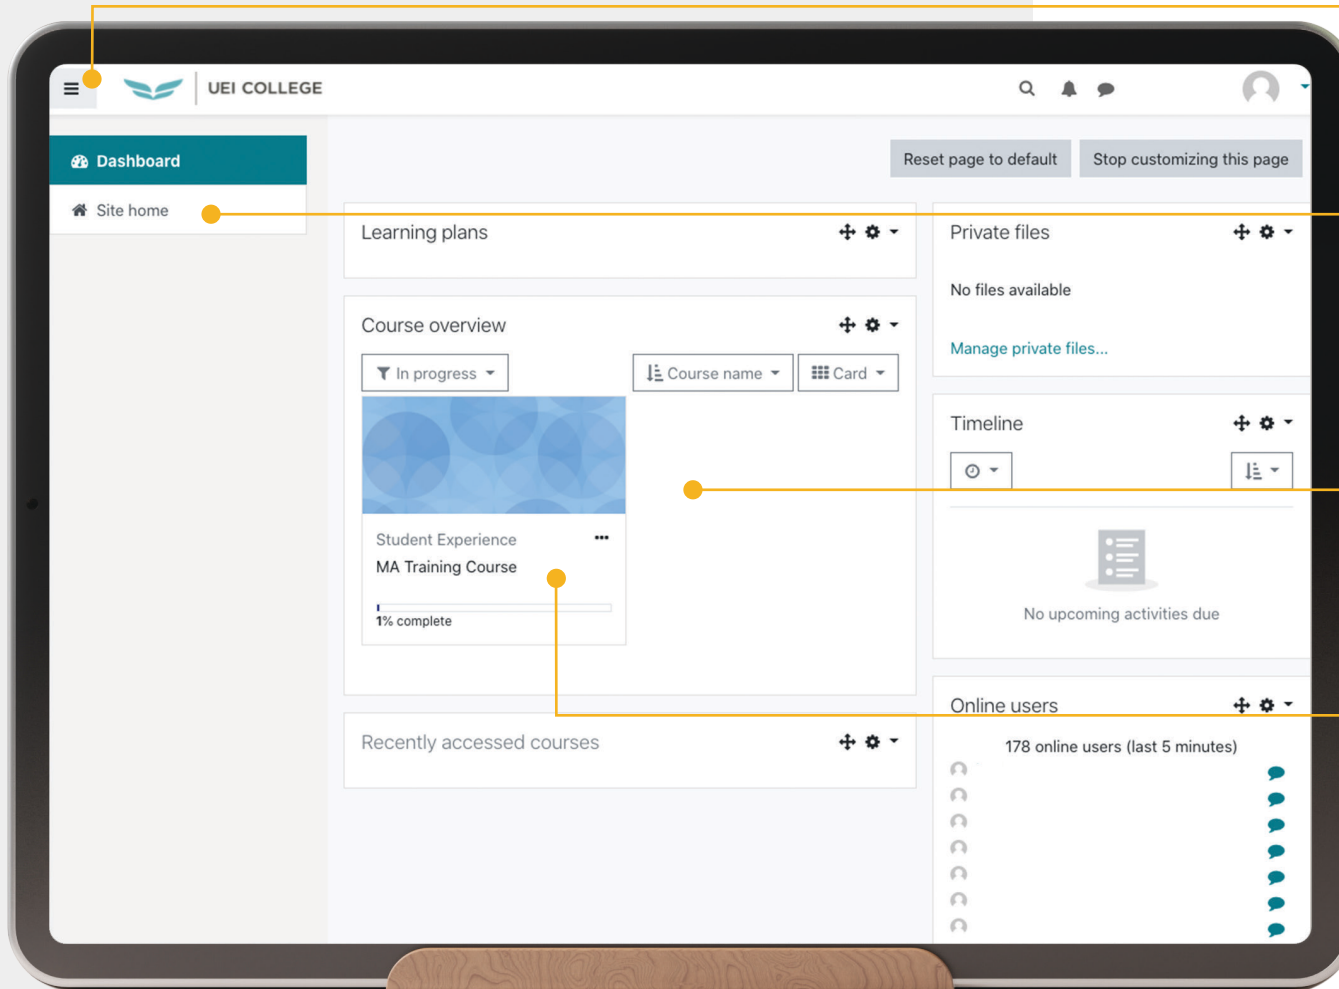 UEI COLLEGE
Dashboard
Site home
Reset page to default
Stop customizing this page
Learning plans
Course overview
In progress
Course name
Card
Student Experience
MA Training Course
1% complete
Recently accessed courses
Private files
No files available
Manage private files...
Timeline
No upcoming activities due
Online users
178 online users (last 5 minutes)